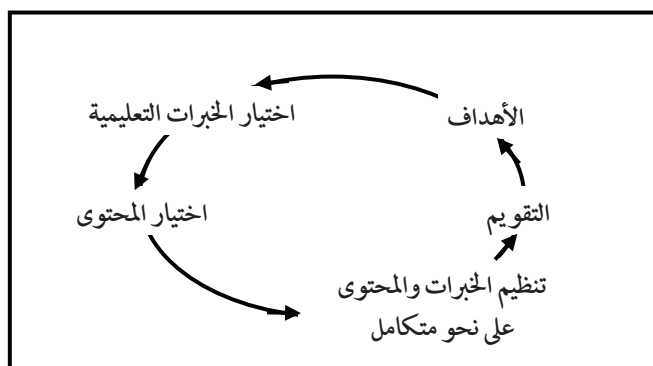 الأهداف
اختيار الخبرات التعليمية
اختيار المحتوى
تنظيم الخبرات والمحتوى
على نحو متكامل
التقويم